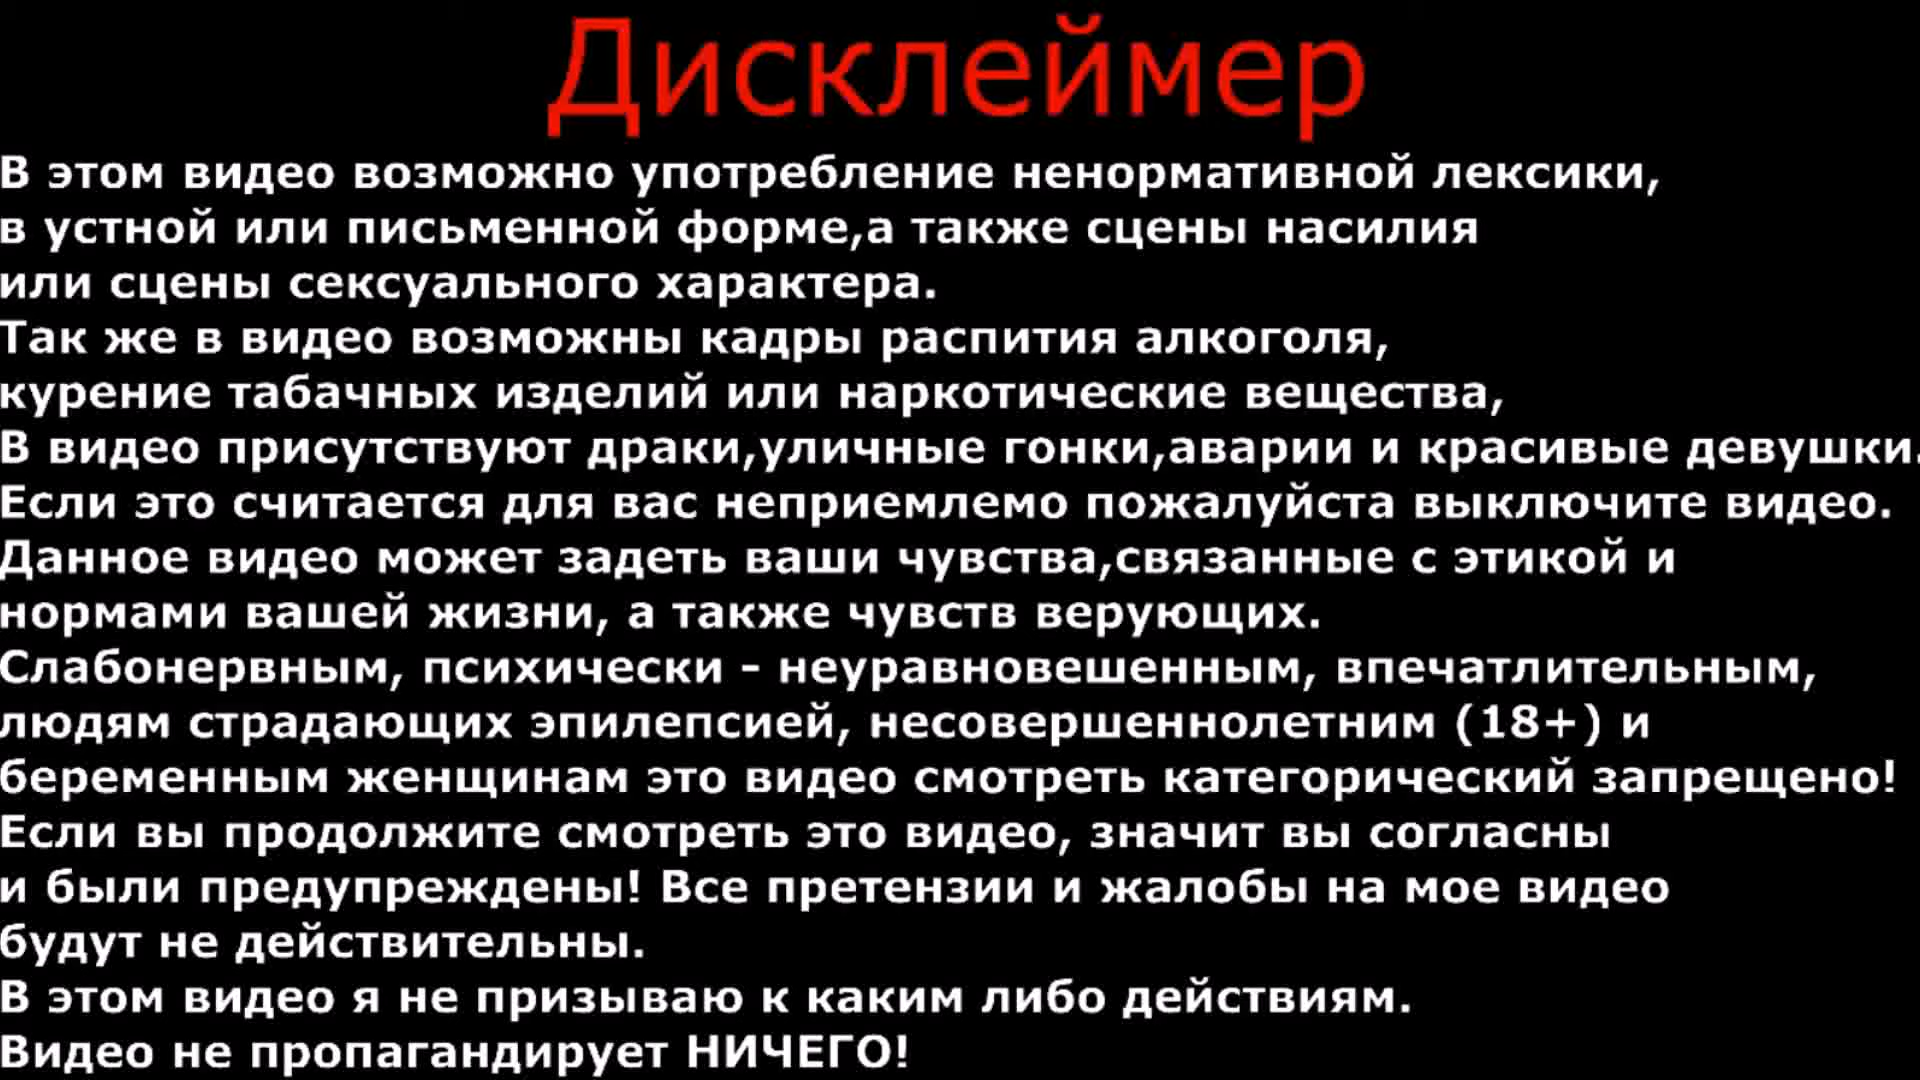 Дисклеймер
В этом видео возможно употребление ненормативной лексики,
в устной или письменной форме,а также сцены насилия
или сцены сексуального характера.
Так же в видео возможны кадры распития алкоголя,
курение табачных изделий или наркотические вещества,
В видео присутствуют драки,уличные гонки,аварии и красивые девушки.
Если это считается для вас неприемлемо пожалуйста выключите видео.
Данное видео может задеть ваши чувства,связанные с этикой и
нормами вашей жизни, а также чувств верующих.
Слабонервным, психически - неуравновешенным, впечатлительным,
людям страдающих эпилепсией, несовершеннолетним (18+) и
беременным женщинам это видео смотреть категорический запрещено!
Если вы продолжите смотреть это видео, значит вы согласны
и были предупреждены! Все претензии и жалобы на мое видео
будут не действительны.
В этом видео я не призываю к каким либо действиям.
Видео не пропагандирует НИЧЕГО!